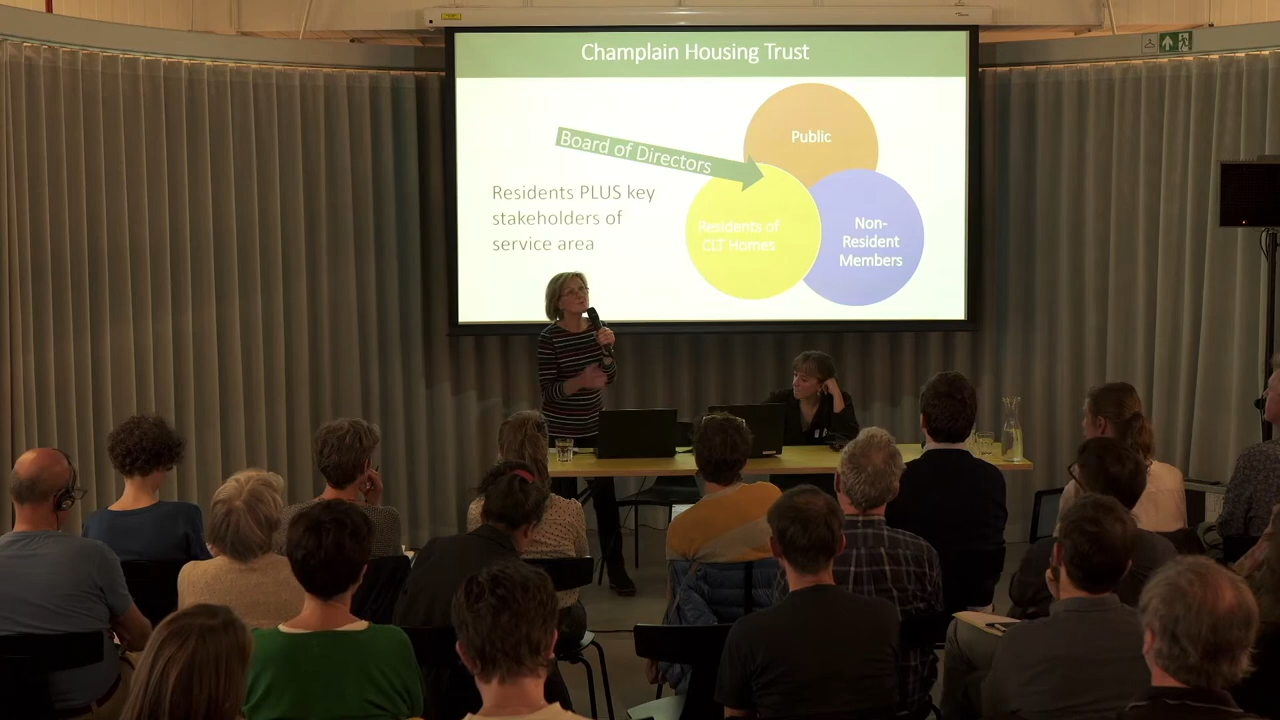 Champlain Housing Trust
Public
Board of Directors
Residents PLUS key
stakeholders of
service area
Residents of
CLT Homes
Non-
Resident
Members